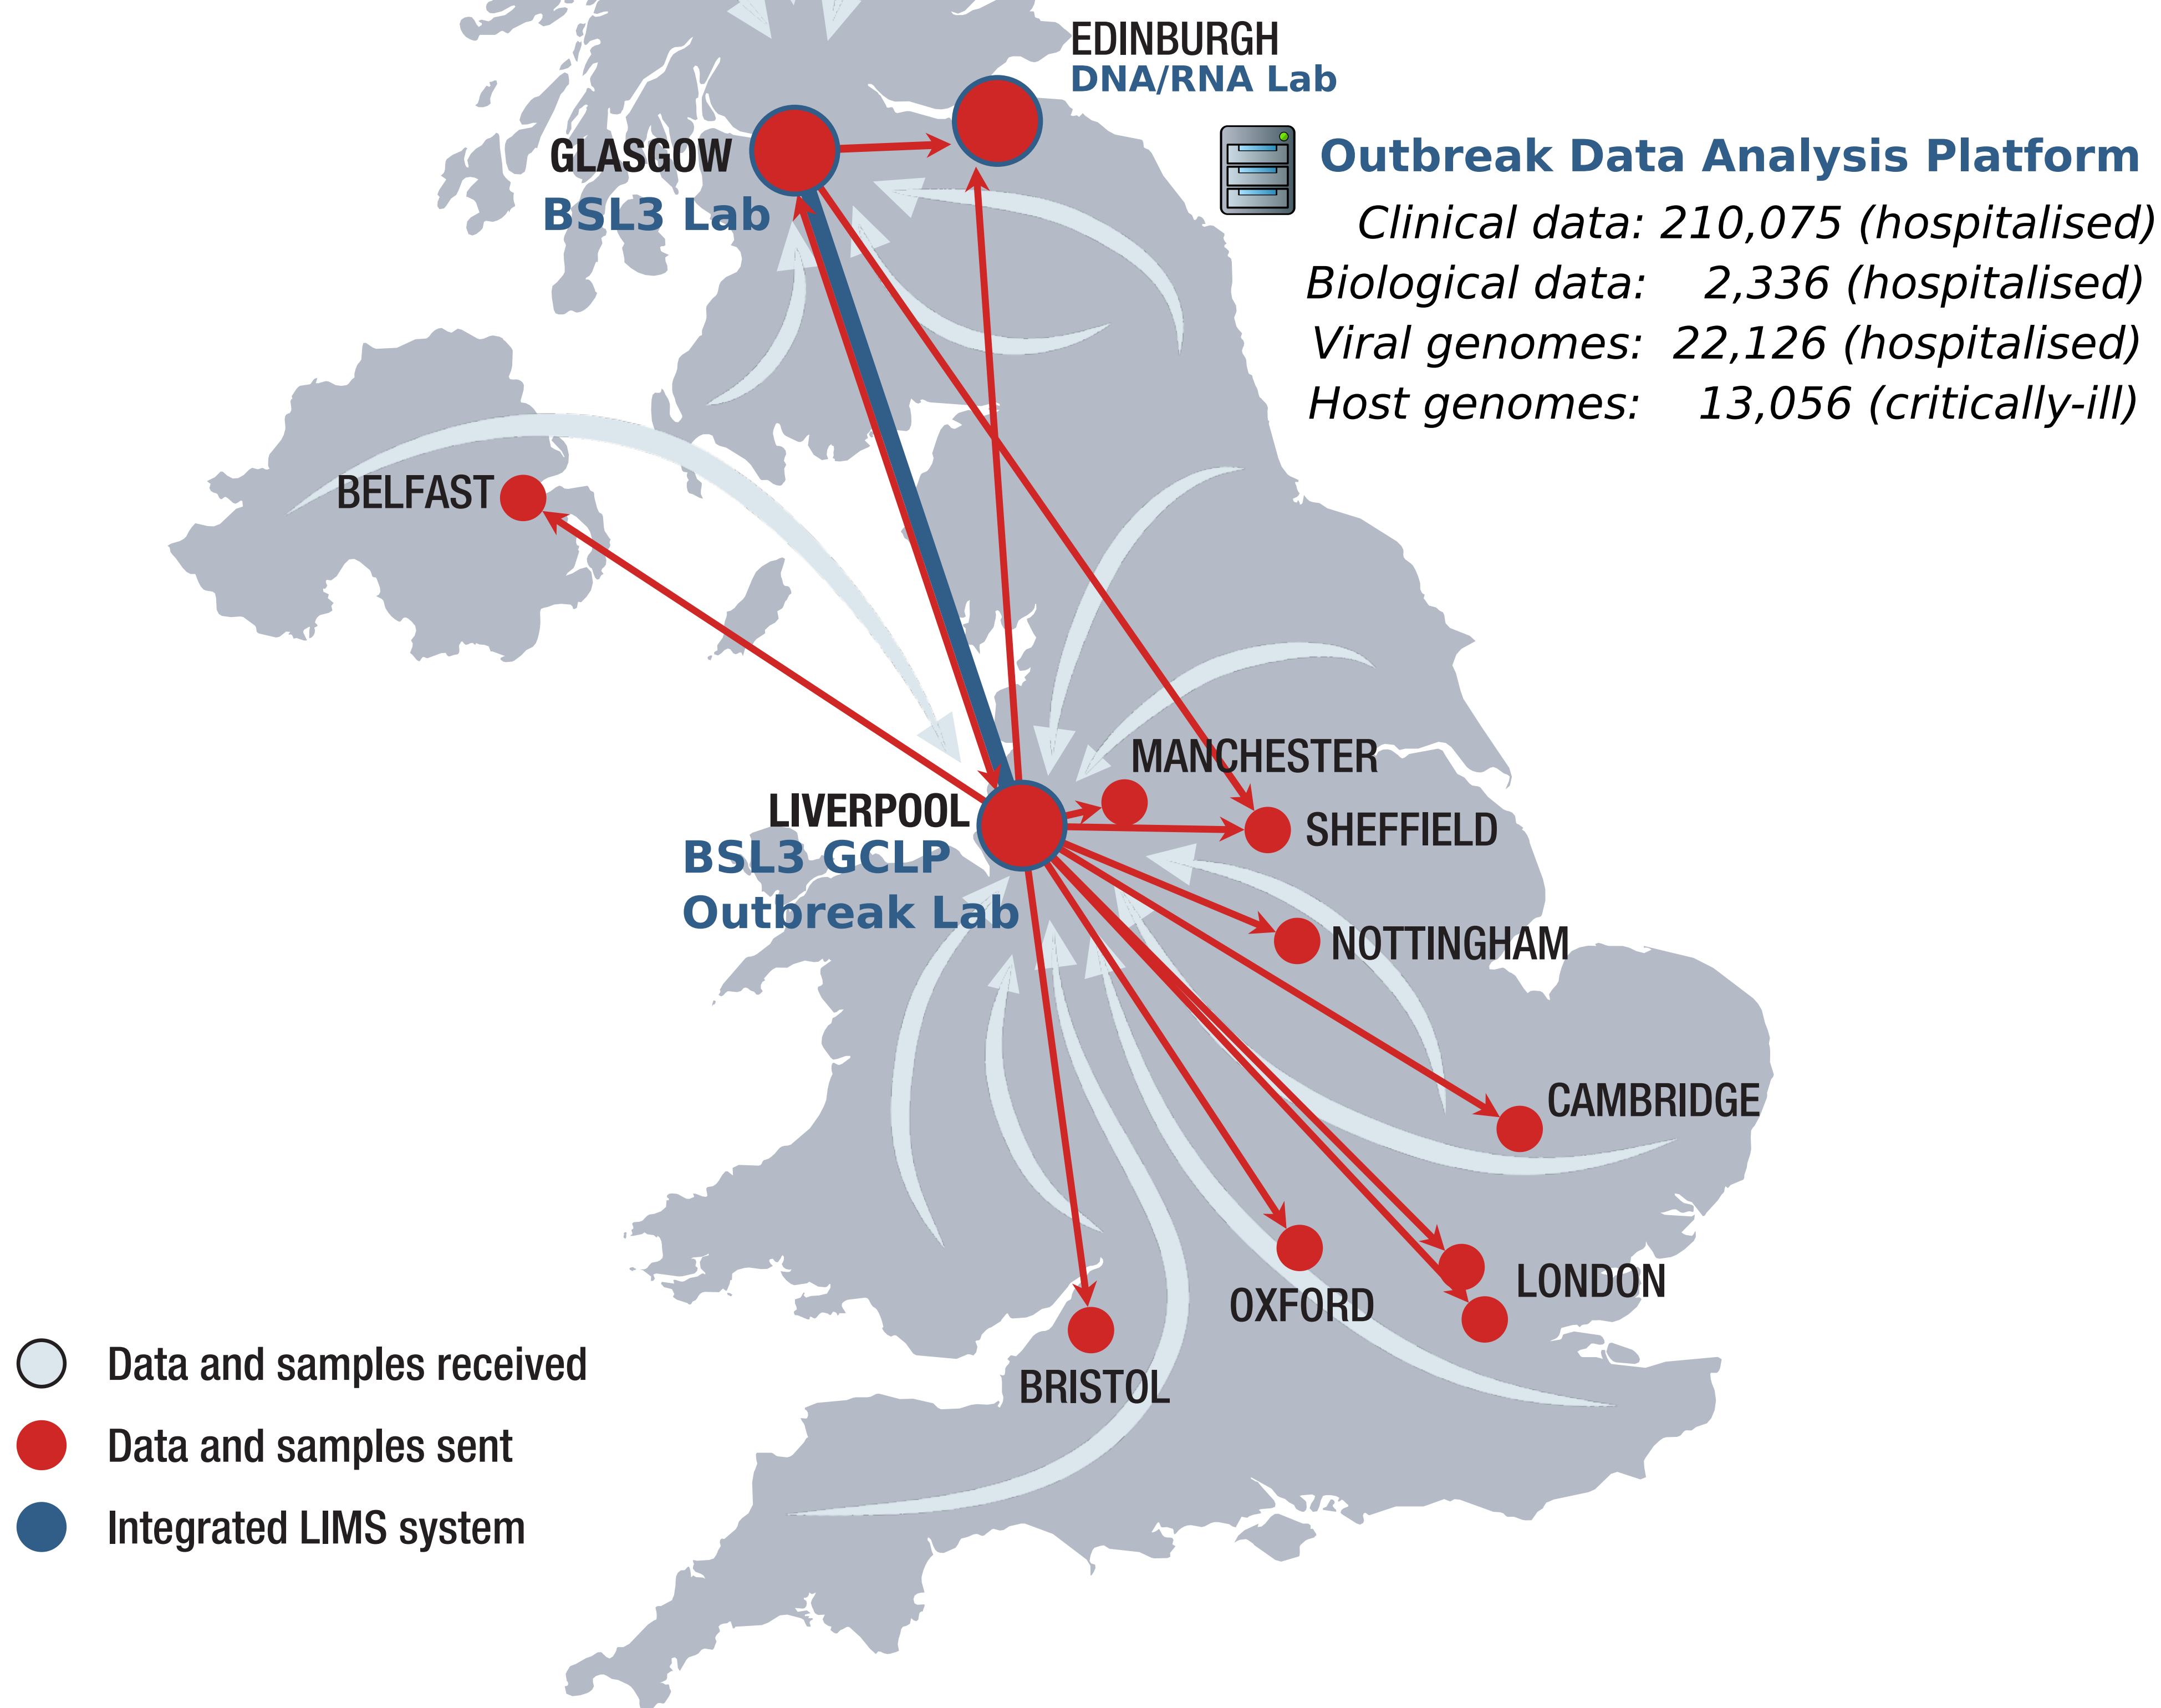 EDINBURGH
DNA/RNA Lab
GLASGOW
BSL3 Lab
Outbreak Data Analysis Platform
Clinical data: 210,075 (hospitalised)
Biological data: 2,336 (hospitalised)
Viral genomes: 22,126 (hospitalised)
Host genomes: 13,056 (critically-ill)
BELFAST
MANCHESTER
LIVERPOOL
BSL3 GCLP
Outbreak Lab
SHEFFIELD
NOTTINGHAM
CAMBRIDGE
LONDON
OXFORD
BRISTOL
Data and samples received
Data and samples sent
Integrated LIMS system